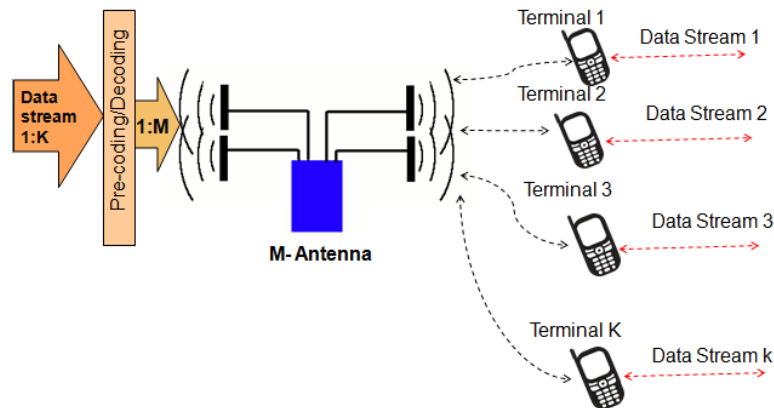 Terminal 1
Data Stream 1
Data
stream
1:K
Pre-coding/Decoding
1:M
Terminal 2
Data Stream 2
M- Antenna
Terminal 3
Data Stream 3
Terminal K
Data Stream k